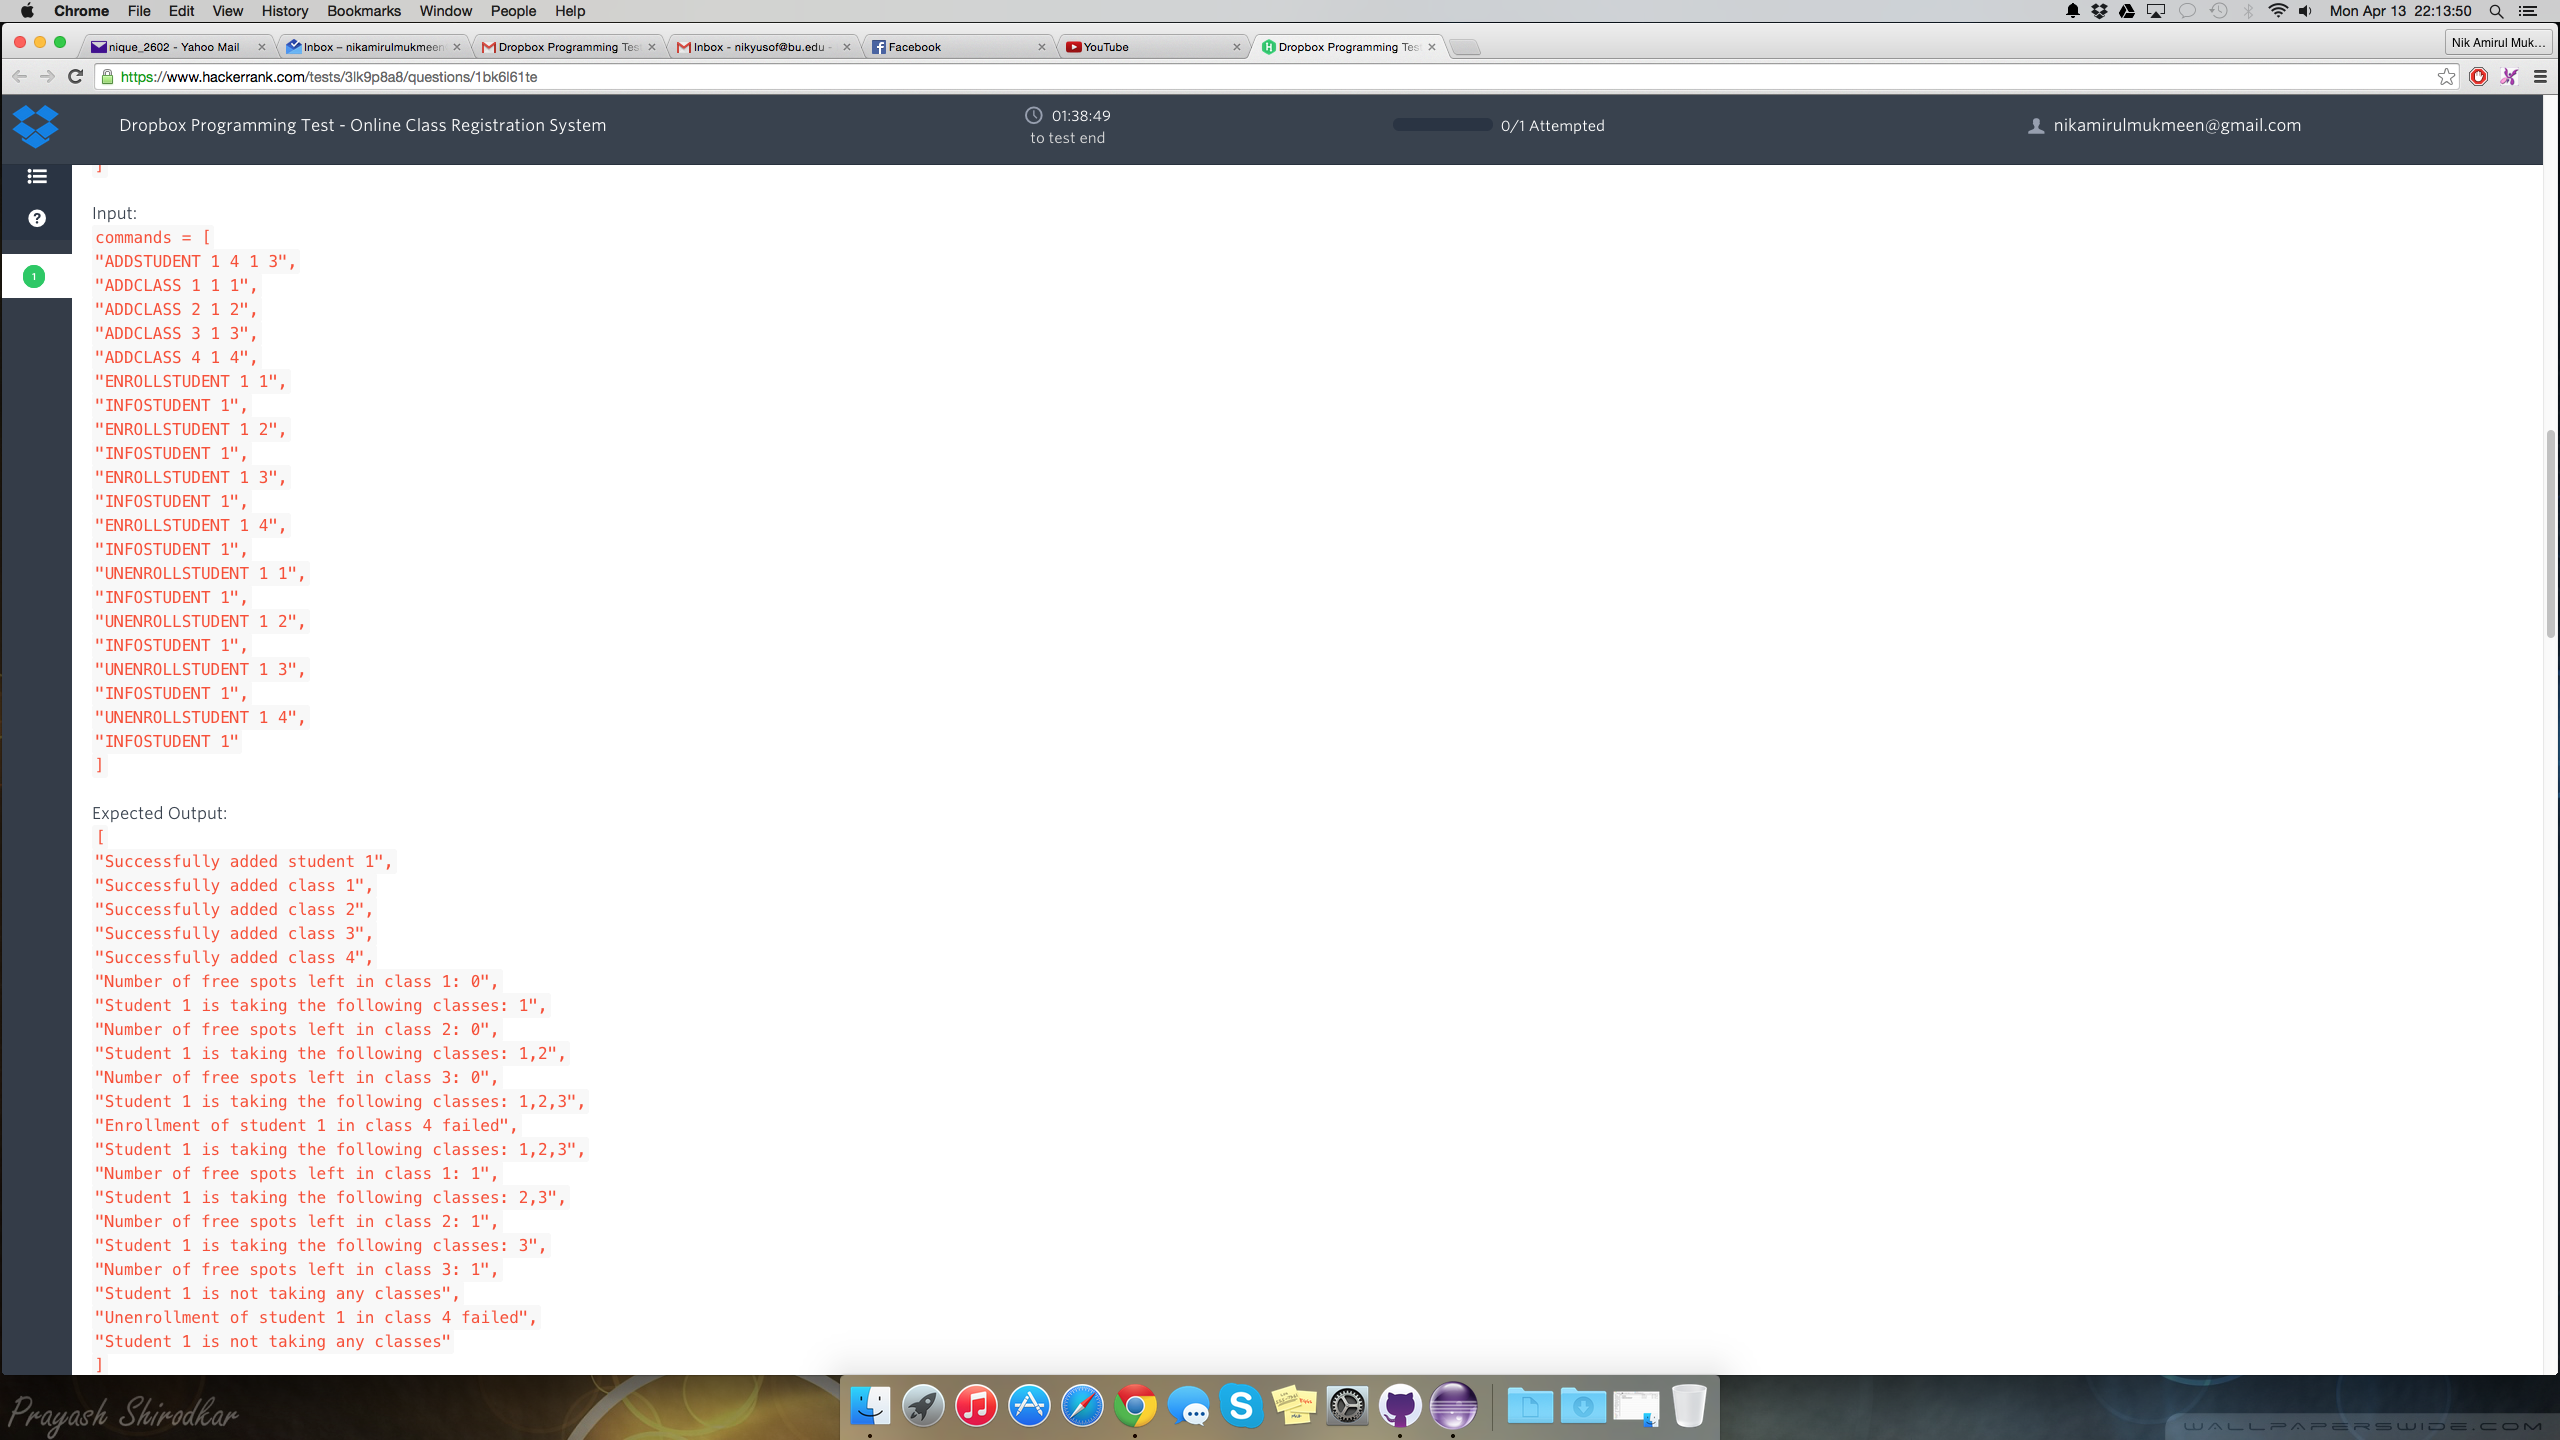 Chrome File Edit View History Bookmarks Window People Help Mon Apr 13 22:13:50
nique_2602 - Yahoo Mail Inbox – nikamirulmukmeen Dropbox Programming Tes Inbox - nikyusof@bu.edu - Facebook YouTube Dropbox Programming Tes Nik Amirul Muk...
https://www.hackerrank.com/tests/3lk9p8a8/questions/1bk6l61te
Dropbox Programming Test - Online Class Registration System 01:38:49 0/1 Attempted nikamirulmukmeen@gmail.com
to test end
]
1
Input:
commands = [
"ADDSTUDENT 1 4 1 3",
"ADDCLASS 1 1 1",
"ADDCLASS 2 1 2",
"ADDCLASS 3 1 3",
"ADDCLASS 4 1 4",
"ENROLLSTUDENT 1 1",
"INFOSTUDENT 1",
"ENROLLSTUDENT 1 2",
"INFOSTUDENT 1",
"ENROLLSTUDENT 1 3",
"INFOSTUDENT 1",
"ENROLLSTUDENT 1 4",
"INFOSTUDENT 1",
"UNENROLLSTUDENT 1 1",
"INFOSTUDENT 1",
"UNENROLLSTUDENT 1 2",
"INFOSTUDENT 1",
"UNENROLLSTUDENT 1 3",
"INFOSTUDENT 1",
"UNENROLLSTUDENT 1 4",
"INFOSTUDENT 1"
]
Expected Output:
[
"Successfully added student 1",
"Successfully added class 1",
"Successfully added class 2",
"Successfully added class 3",
"Successfully added class 4",
"Number of free spots left in class 1: 0",
"Student 1 is taking the following classes: 1",
"Number of free spots left in class 2: 0",
"Student 1 is taking the following classes: 1,2",
"Number of free spots left in class 3: 0",
"Student 1 is taking the following classes: 1,2,3",
"Enrollment of student 1 in class 4 failed",
"Student 1 is taking the following classes: 1,2,3",
"Number of free spots left in class 1: 1",
"Student 1 is taking the following classes: 2,3",
"Number of free spots left in class 2: 1",
"Student 1 is taking the following classes: 3",
"Number of free spots left in class 3: 1",
"Student 1 is not taking any classes",
"Unenrollment of student 1 in class 4 failed",
"Student 1 is not taking any classes"
]
Prayash Shirodkar
WALLPAPERSWIDE.COM